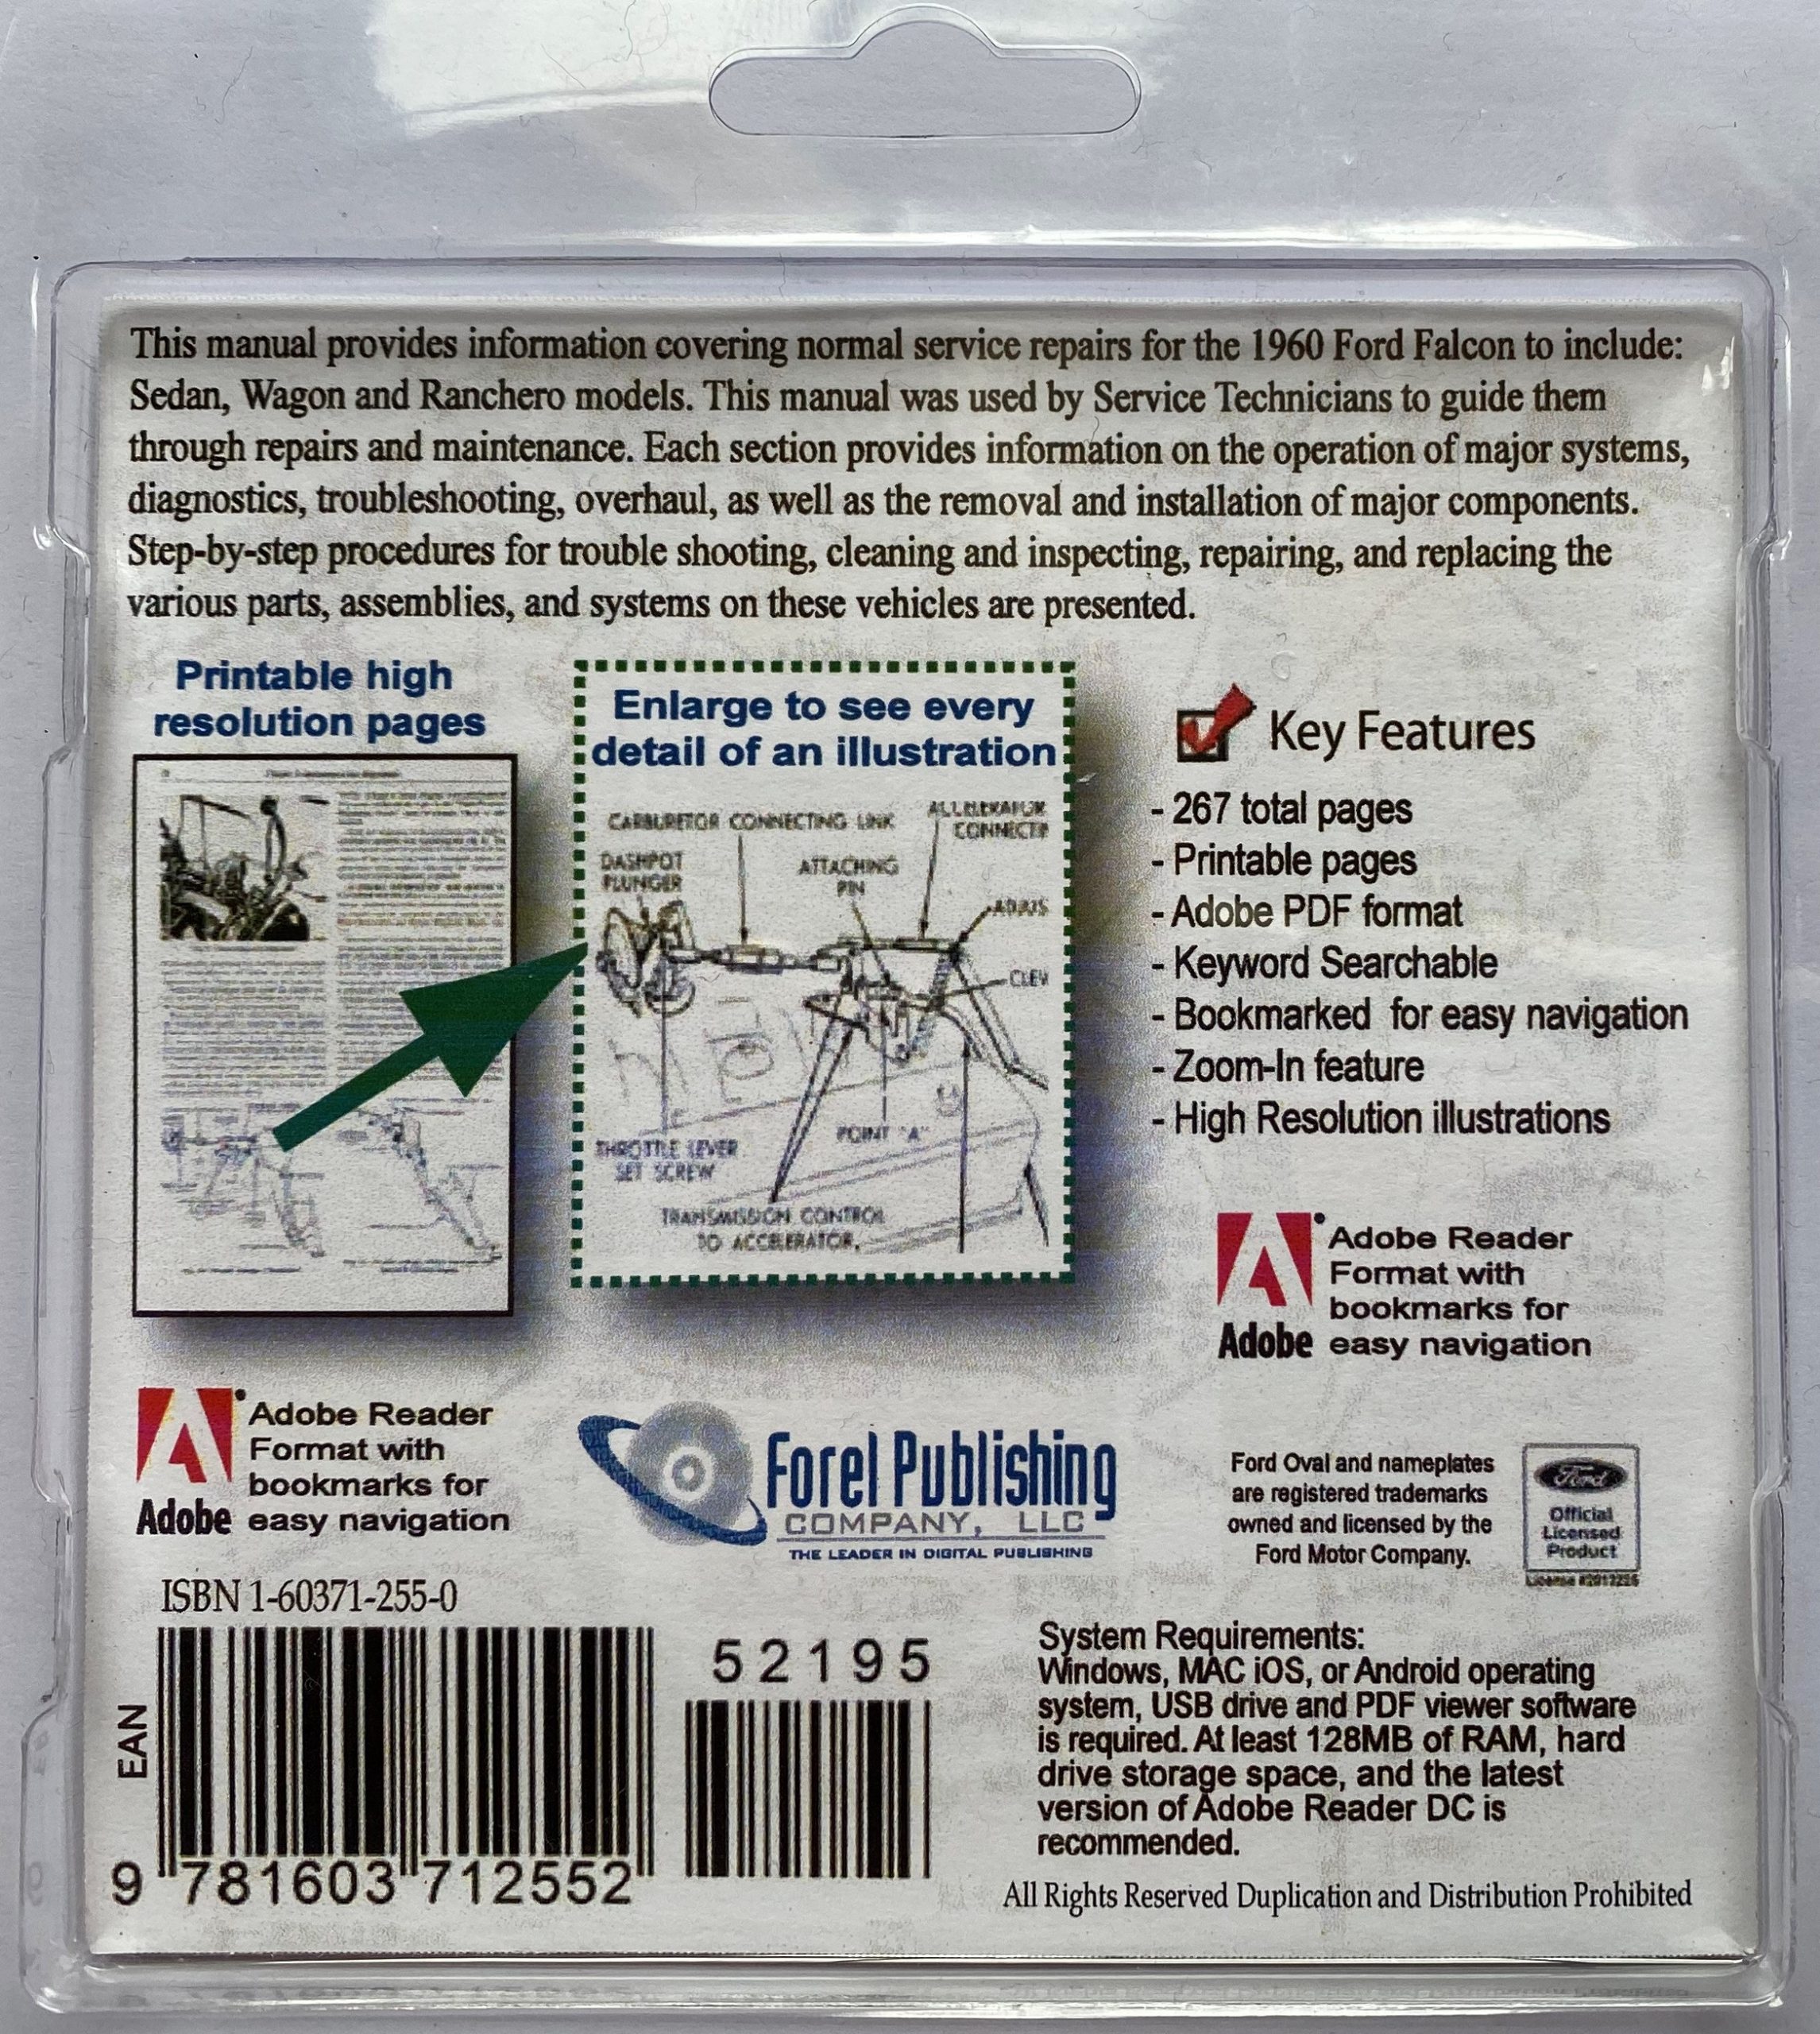 This manual provides information covering normal service repairs for the 1960 Ford Falcon to include:
Sedan, Wagon and Ranchero models. This manual was used by Service Technicians to guide them
through repairs and maintenance. Each section provides information on the operation of major systems,
diagnostics, troubleshooting, overhaul, as well as the removal and installation of major components.
Step-by-step procedures for trouble shooting, cleaning and inspecting, repairing, and replacing the
various parts, assemblies, and systems on these vehicles are presented.
Printable high
resolution pages
Enlarge to see every
detail of an illustration
CARBURETOR CONNECTING LINK
ACCELERATOR
CONNECTI
DASHPOT
PLUNGER
ATTACHING
PIN
ADJUS
CLEV
POINT "A"
THROTTLE LEVER
SET SCREW
TRANSMISSION CONTROL
TO ACCELERATOR.
Key Features
- 267 total pages
- Printable pages
- Adobe PDF format
- Keyword Searchable
- Bookmarked for easy navigation
- Zoom-In feature
- High Resolution illustrations
Adobe
Adobe Reader
Format with
bookmarks for
easy navigation
Adobe
Adobe Reader
Format with
bookmarks for
easy navigation
Forel Publishing
COMPANY, LLC
THE LEADER IN DIGITAL PUBLISHING
Ford Oval and nameplates
are registered trademarks
owned and licensed by the
Ford Motor Company.
Ford
Official
Licensed
Product
License
ISBN 1-60371-255-0
EAN
9 781603 712552
52195
System Requirements:
Windows, MAC iOS, or Android operating
system, USB drive and PDF viewer software
is required. At least 128MB of RAM, hard
drive storage space, and the latest
version of Adobe Reader DC is
recommended.
All Rights Reserved Duplication and Distribution Prohibited